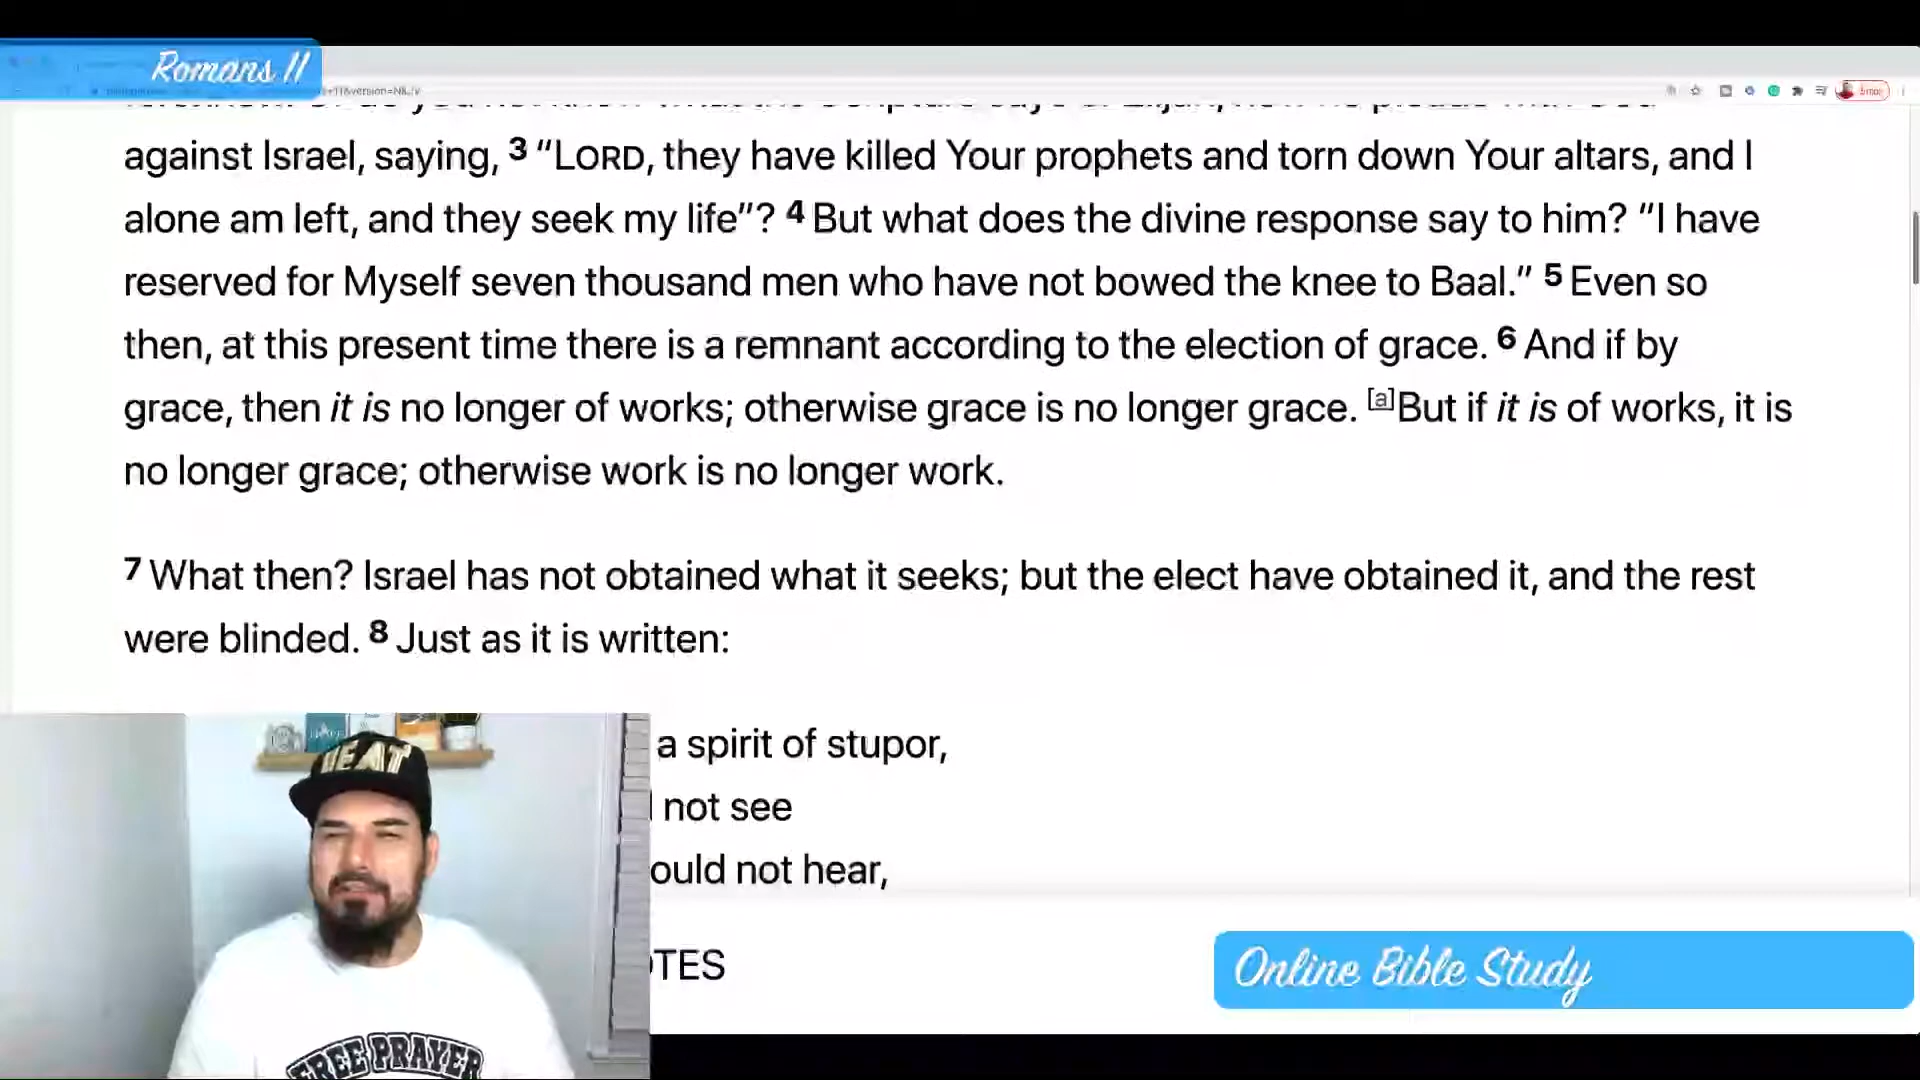 Romans 11
against Israel, saying, 3 “LORD, they have killed Your prophets and torn down Your altars, and I
alone am left, and they seek my life”? 4 But what does the divine response say to him? “I have
reserved for Myself seven thousand men who have not bowed the knee to Baal.” 5 Even so
then, at this present time there is a remnant according to the election of grace. 6 And if by
grace, then it is no longer of works; otherwise grace is no longer grace. [a]But if it is of works, it is
no longer grace; otherwise work is no longer work.
7 What then? Israel has not obtained what it seeks; but the elect have obtained it, and the rest
were blinded. 8 Just as it is written:
a spirit of stupor,
not see
ould not hear,
OTES
HEAT
FREE PRAYER
Online Bible Study